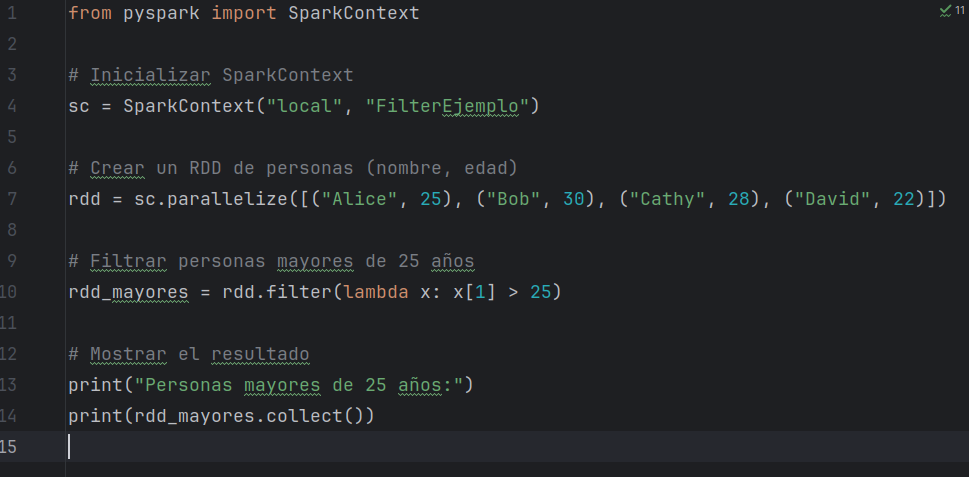 1 from pyspark import SparkContext 11
2
3 # Inicializar SparkContext
4 sc = SparkContext("local", "FilterEjemplo")
5
6 # Crear un RDD de personas (nombre, edad)
7 rdd = sc.parallelize([("Alice", 25), ("Bob", 30), ("Cathy", 28), ("David", 22)])
8
9 # Filtrar personas mayores de 25 años
10 rdd_mayores = rdd.filter(lambda x: x[1] > 25)
11
12 # Mostrar el resultado
13 print("Personas mayores de 25 años:")
14 print(rdd_mayores.collect())
15